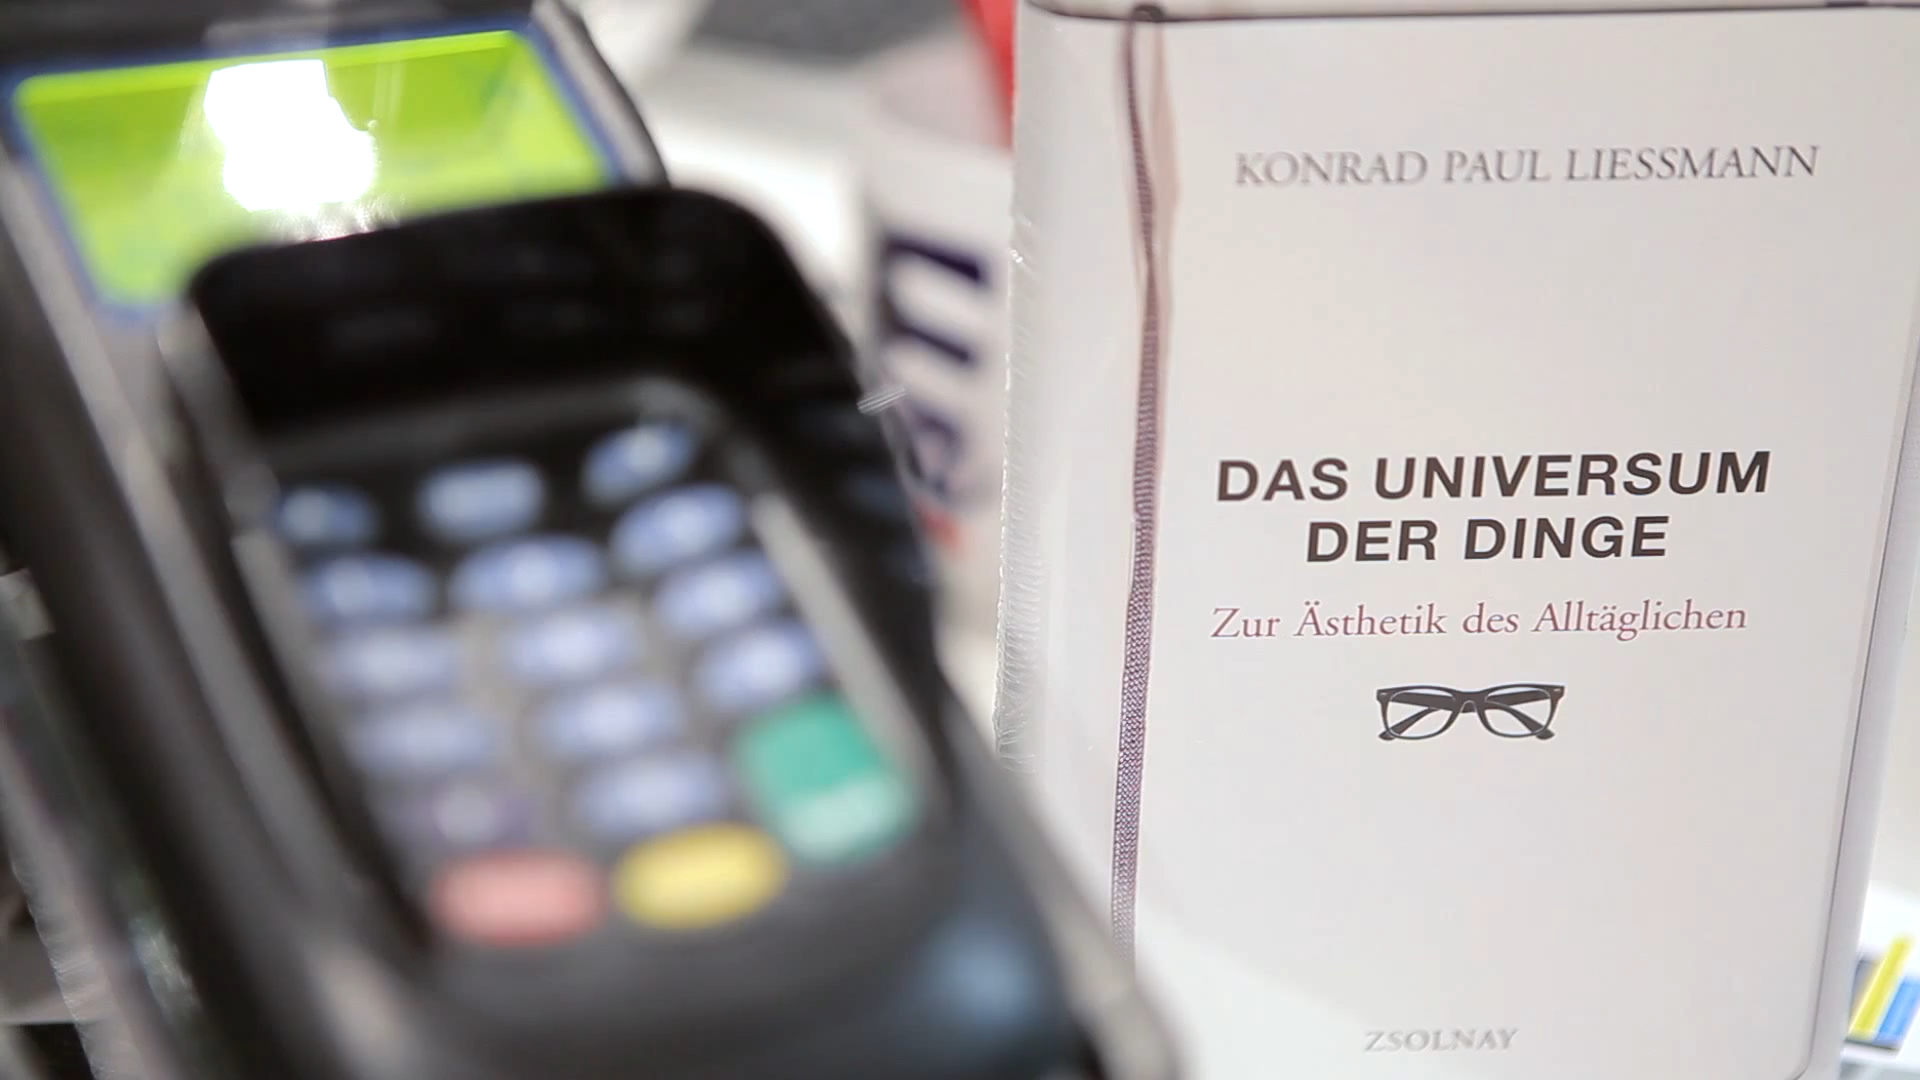 KONRAD PAUL LIESSMANN
DAS UNIVERSUM
DER DINGE
Zur Ästhetik des Alltäglichen
ZSOLNAY